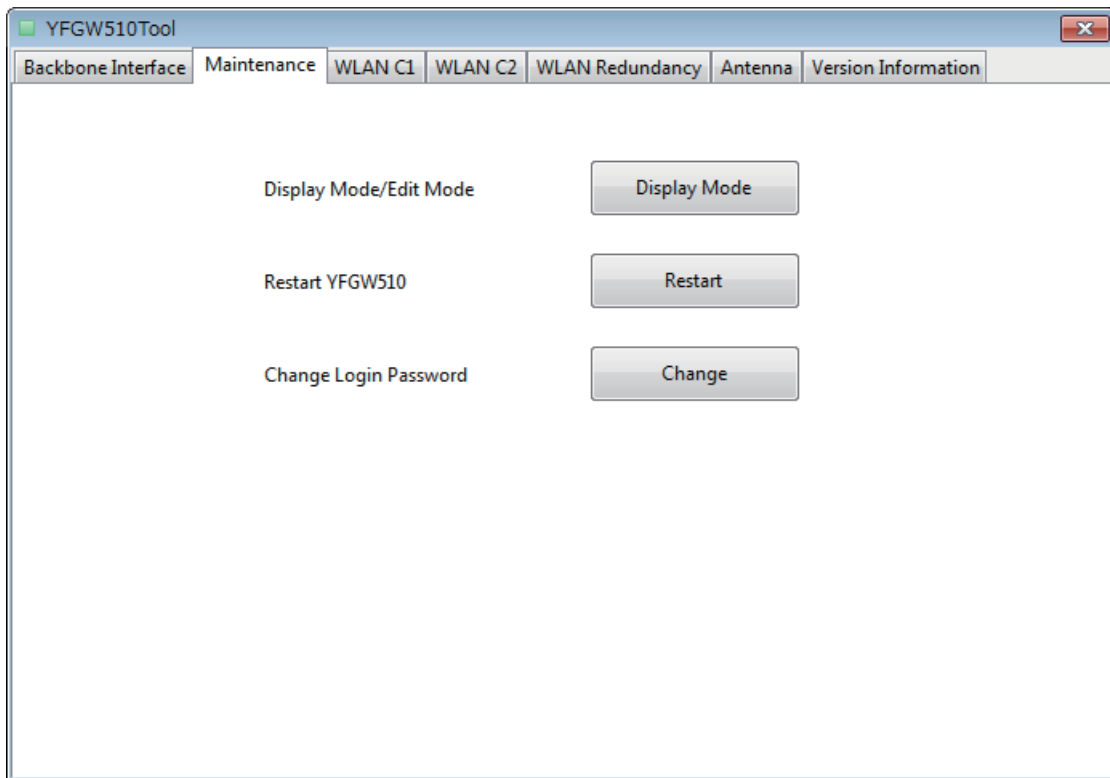 YFGW510Tool
Backbone Interface Maintenance WLAN C1 WLAN C2 WLAN Redundancy Antenna Version Information
Display Mode/Edit Mode Display Mode
Restart YFGW510 Restart
Change Login Password Change